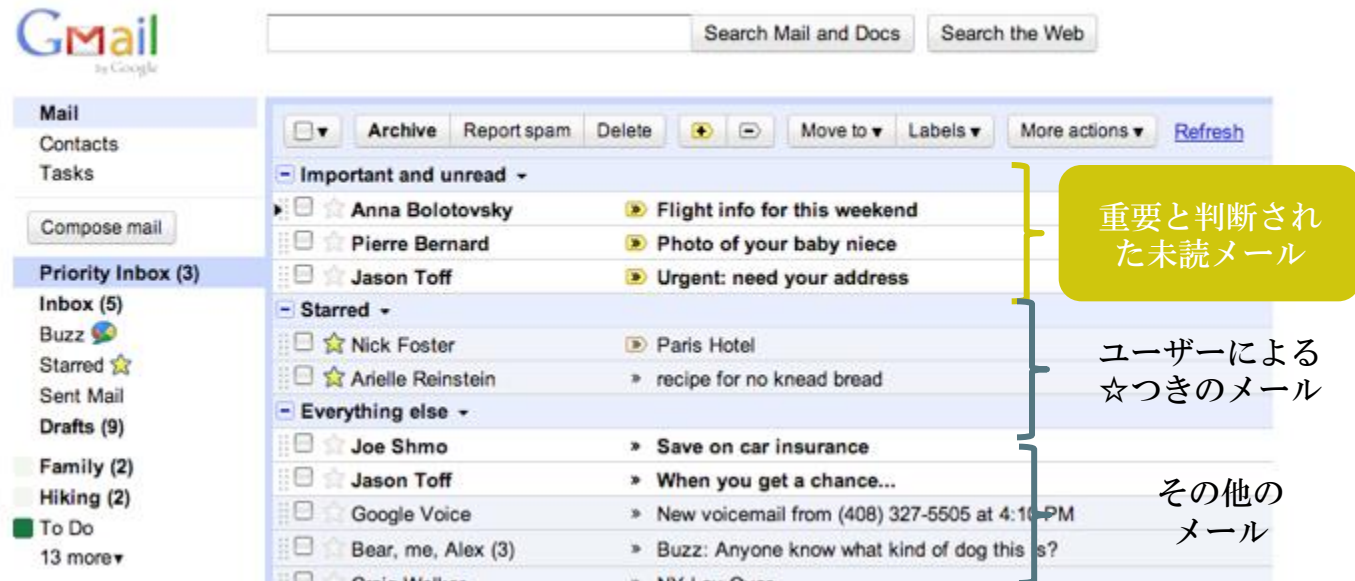 Gmail
by Google
Search Mail and Docs
Search the Web
Mail
Contacts
Tasks
Compose mail
Priority Inbox (3)
Inbox (5)
Buzz
Starred
Sent Mail
Drafts (9)
Family (2)
Hiking (2)
To Do
13 more▾
Archive Report spam Delete Move to ▾ Labels ▾ More actions ▾ Refresh
Important and unread
Anna Bolotovsky Flight info for this weekend
Pierre Bernard Photo of your baby niece
Jason Toff Urgent: need your address
Starred
Nick Foster Paris Hotel
Arielle Reinstein » recipe for no knead bread
Everything else
Joe Shmo » Save on car insurance
Jason Toff » When you get a chance...
Google Voice » New voicemail from (408) 327-5505 at 4:10 PM
Bear, me, Alex (3) » Buzz: Anyone know what kind of dog this is?
重要と判断され
た未読メール
ユーザーによる
☆つきのメール
その他の
メール